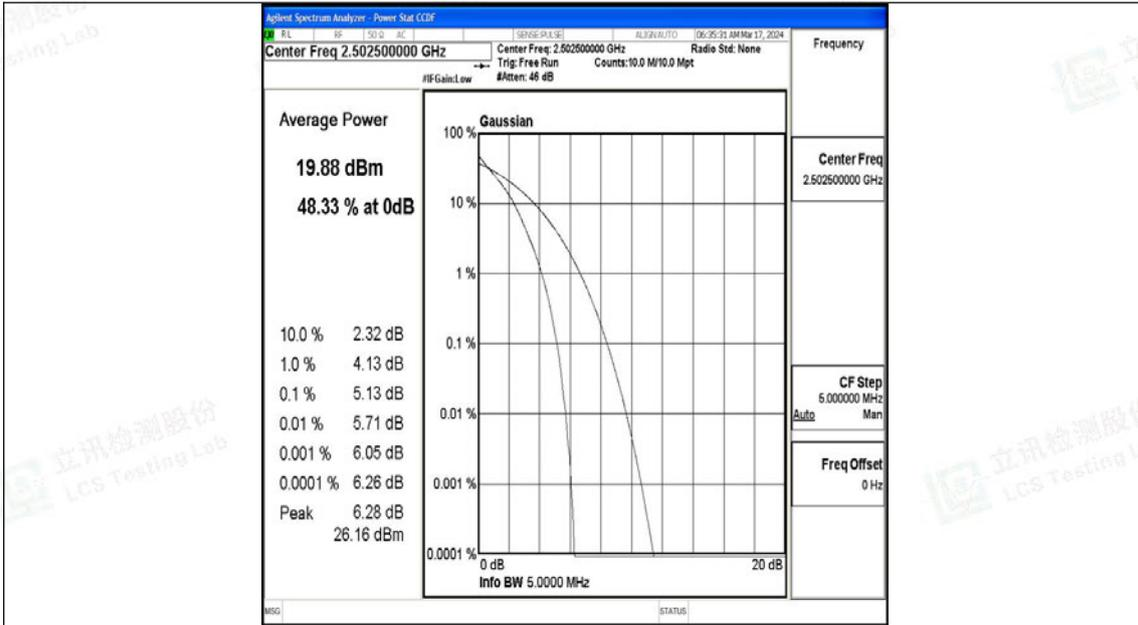 Agilent Spectrum Analyzer - Power Stat CCDF
RL RF 50 Ω AC SENSE:PULSE ALIGNAUTO 06:35:31 AM Mar 17, 2024
Center Freq 2.502500000 GHz
Center Freq: 2.502500000 GHz Radio Std: None
Trig: Free Run Counts:10.0 M/10.0 Mpt
#IFGain:Low #Atten: 46 dB
Frequency
Average Power
19.88 dBm
48.33 % at 0dB
10.0 % 2.32 dB
1.0 % 4.13 dB
0.1 % 5.13 dB
0.01 % 5.71 dB
0.001 % 6.05 dB
0.0001 % 6.26 dB
Peak 6.28 dB
26.16 dBm
Gaussian
100 %
10 %
1 %
0.1 %
0.01 %
0.001 %
0.0001 %
0 dB 20 dB
Info BW 5.0000 MHz
Center Freq
2.502500000 GHz
CF Step
5.000000 MHz
Auto Man
Freq Offset
0 Hz
MSG STATUS
立讯检测股份
LCS Testing Lab
立讯检测股份
LCS Testing L